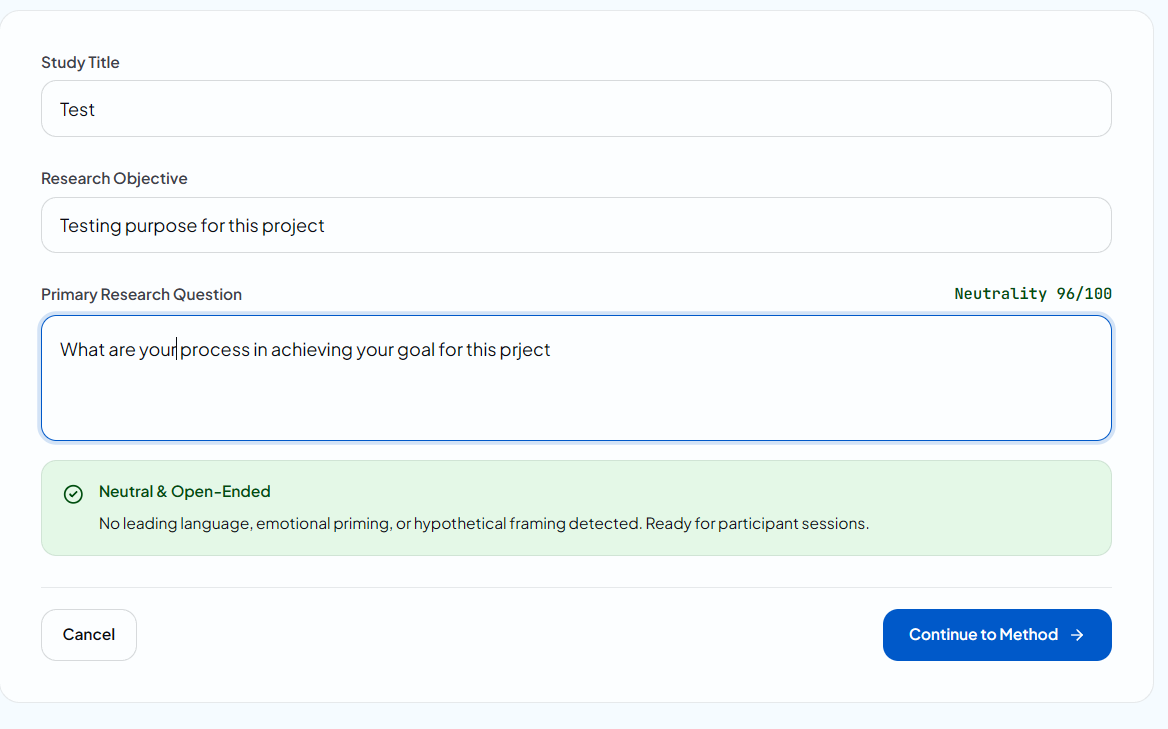 Study Title
Test
Research Objective
Testing purpose for this project
Primary Research Question
Neutrality 96/100
What are your process in achieving your goal for this prject
Neutral & Open-Ended
No leading language, emotional priming, or hypothetical framing detected. Ready for participant sessions.
Cancel
Continue to Method →